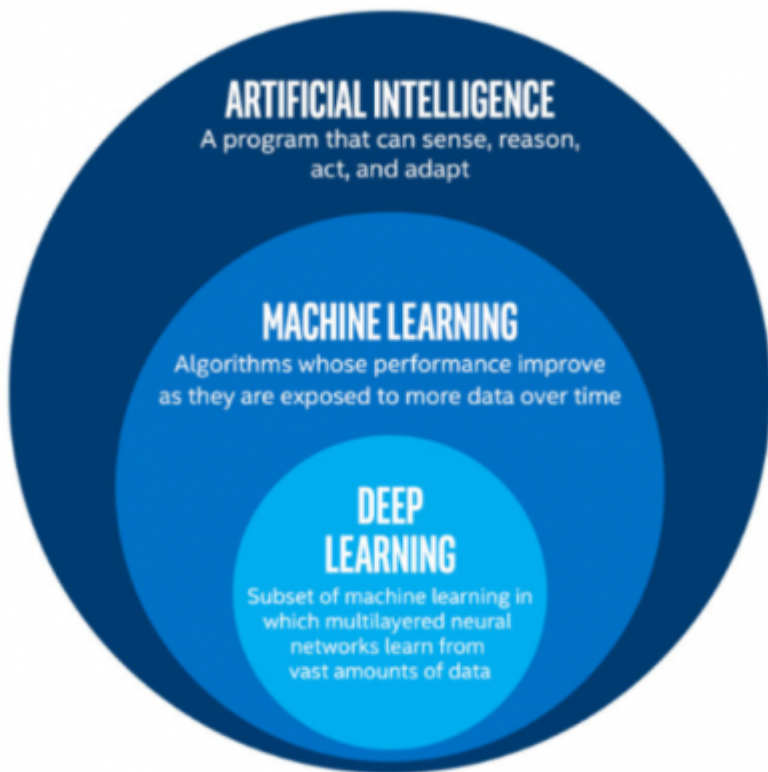 ARTIFICIAL INTELLIGENCE
A program that can sense, reason,
act, and adapt
MACHINE LEARNING
Algorithms whose performance improve
as they are exposed to more data over time
DEEP
LEARNING
Subset of machine learning in
which multilayered neural
networks learn from
vast amounts of data